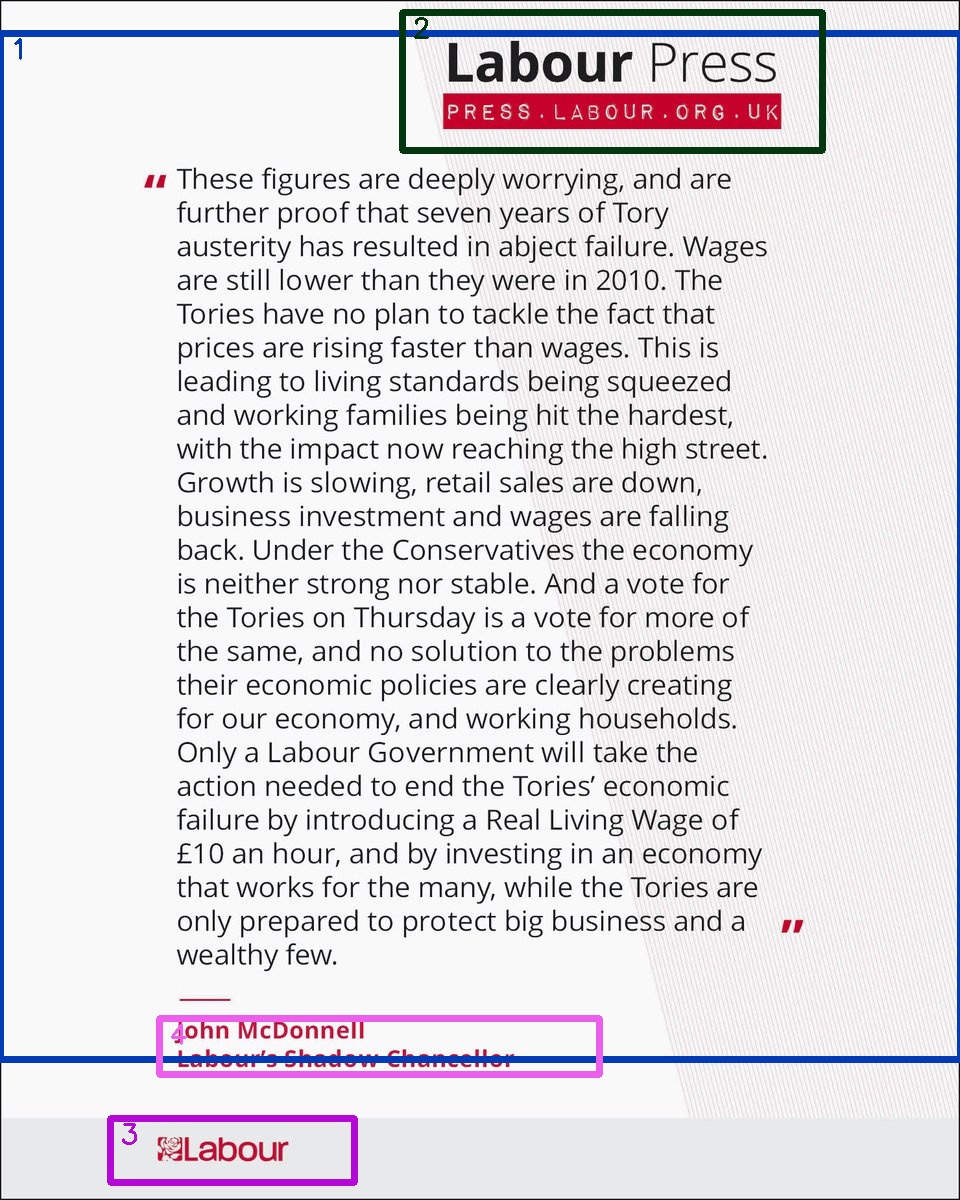 Labour Press
PRESS.LABOUR.ORG.UK
“ These figures are deeply worrying, and are
further proof that seven years of Tory
austerity has resulted in abject failure. Wages
are still lower than they were in 2010. The
Tories have no plan to tackle the fact that
prices are rising faster than wages. This is
leading to living standards being squeezed
and working families being hit the hardest,
with the impact now reaching the high street.
Growth is slowing, retail sales are down,
business investment and wages are falling
back. Under the Conservatives the economy
is neither strong nor stable. And a vote for
the Tories on Thursday is a vote for more of
the same, and no solution to the problems
their economic policies are clearly creating
for our economy, and working households.
Only a Labour Government will take the
action needed to end the Tories’ economic
failure by introducing a Real Living Wage of
£10 an hour, and by investing in an economy
that works for the many, while the Tories are
only prepared to protect big business and a
wealthy few. ”
John McDonnell
Labour’s Shadow Chancellor
Labour
1
2
3
4